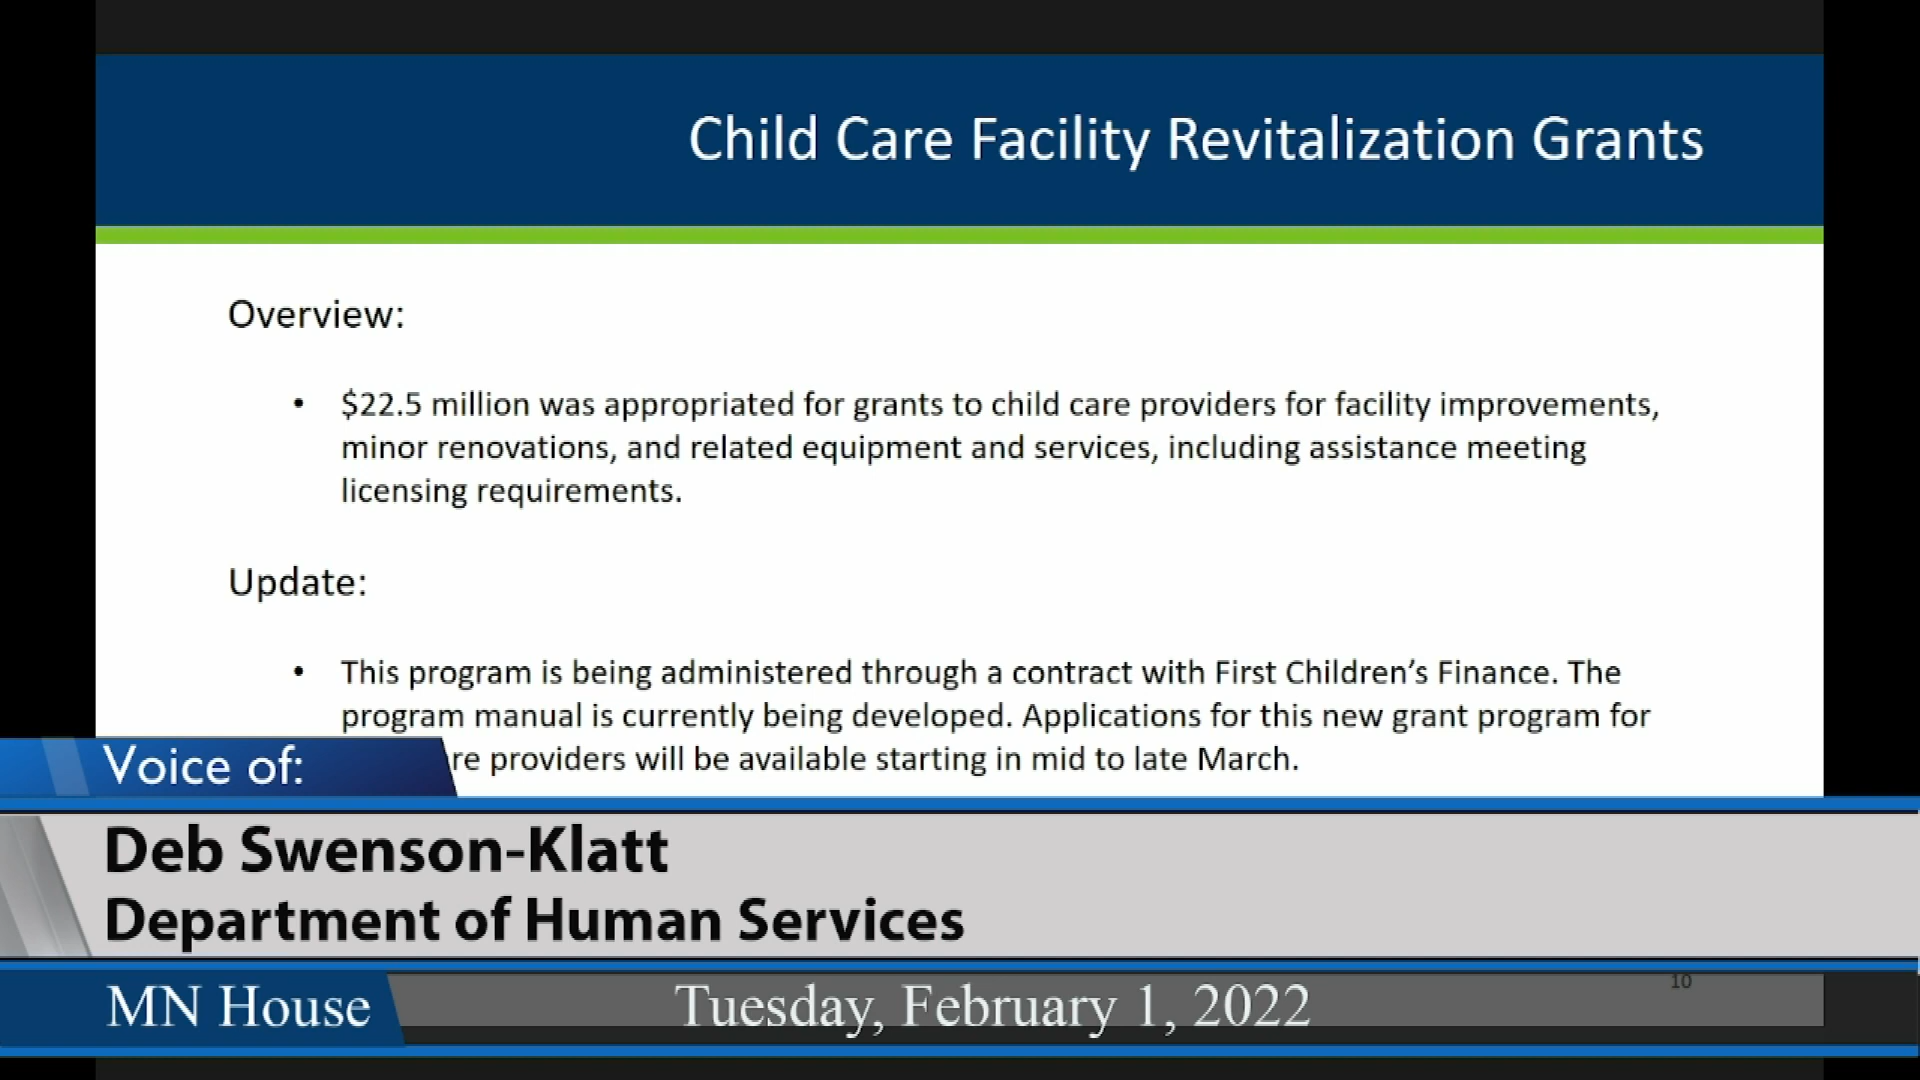 Child Care Facility Revitalization Grants
Overview:
• $22.5 million was appropriated for grants to child care providers for facility improvements,
minor renovations, and related equipment and services, including assistance meeting
licensing requirements.
Update:
• This program is being administered through a contract with First Children’s Finance. The
program manual is currently being developed. Applications for this new grant program for
re providers will be available starting in mid to late March.
Voice of:
Deb Swenson-Klatt
Department of Human Services
10
MN House
Tuesday, February 1, 2022